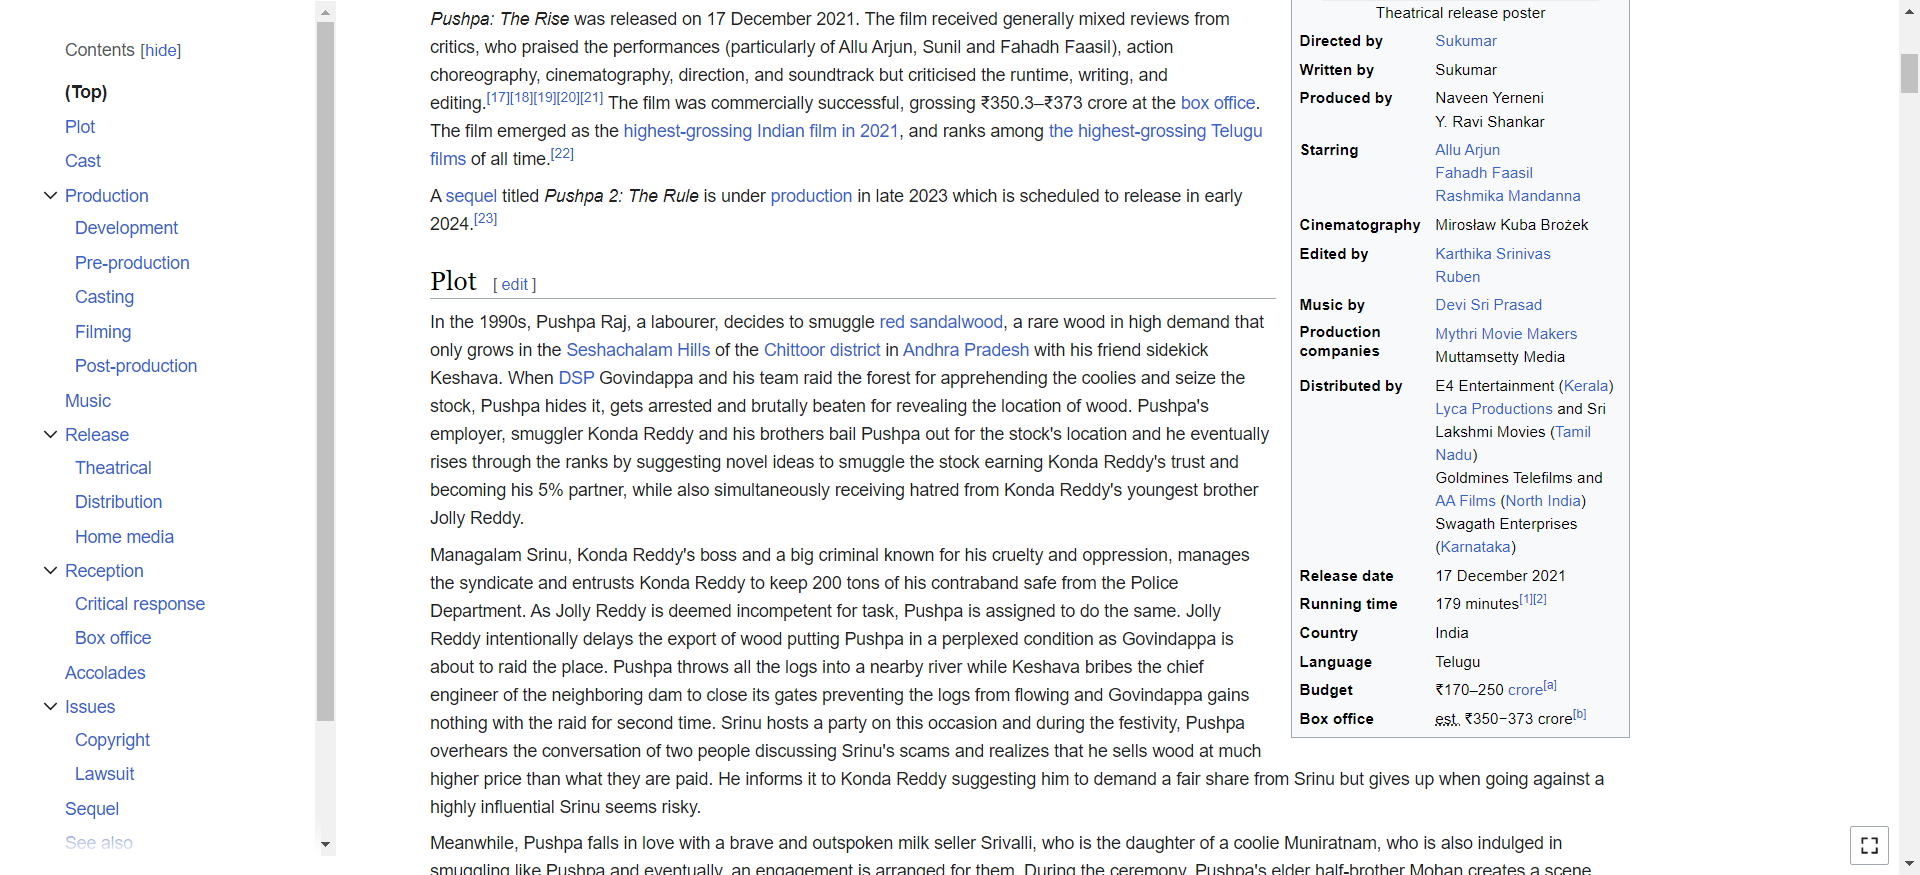 Contents [hide]
(Top)
Plot
Cast
Production
Development
Pre-production
Casting
Filming
Post-production
Music
Release
Theatrical
Distribution
Home media
Reception
Critical response
Box office
Accolades
Issues
Copyright
Lawsuit
Sequel
See also
Pushpa: The Rise was released on 17 December 2021. The film received generally mixed reviews from
critics, who praised the performances (particularly of Allu Arjun, Sunil and Fahadh Faasil), action
choreography, cinematography, direction, and soundtrack but criticised the runtime, writing, and
editing.[17][18][19][20][21] The film was commercially successful, grossing ₹350.3–₹373 crore at the box office.
The film emerged as the highest-grossing Indian film in 2021, and ranks among the highest-grossing Telugu
films of all time.[22]
A sequel titled Pushpa 2: The Rule is under production in late 2023 which is scheduled to release in early
2024.[23]
Plot [ edit ]
In the 1990s, Pushpa Raj, a labourer, decides to smuggle red sandalwood, a rare wood in high demand that
only grows in the Seshachalam Hills of the Chittoor district in Andhra Pradesh with his friend sidekick
Keshava. When DSP Govindappa and his team raid the forest for apprehending the coolies and seize the
stock, Pushpa hides it, gets arrested and brutally beaten for revealing the location of wood. Pushpa's
employer, smuggler Konda Reddy and his brothers bail Pushpa out for the stock's location and he eventually
rises through the ranks by suggesting novel ideas to smuggle the stock earning Konda Reddy's trust and
becoming his 5% partner, while also simultaneously receiving hatred from Konda Reddy's youngest brother
Jolly Reddy.
Managalam Srinu, Konda Reddy's boss and a big criminal known for his cruelty and oppression, manages
the syndicate and entrusts Konda Reddy to keep 200 tons of his contraband safe from the Police
Department. As Jolly Reddy is deemed incompetent for task, Pushpa is assigned to do the same. Jolly
Reddy intentionally delays the export of wood putting Pushpa in a perplexed condition as Govindappa is
about to raid the place. Pushpa throws all the logs into a nearby river while Keshava bribes the chief
engineer of the neighboring dam to close its gates preventing the logs from flowing and Govindappa gains
nothing with the raid for second time. Srinu hosts a party on this occasion and during the festivity, Pushpa
overhears the conversation of two people discussing Srinu's scams and realizes that he sells wood at much
higher price than what they are paid. He informs it to Konda Reddy suggesting him to demand a fair share from Srinu but gives up when going against a
highly influential Srinu seems risky.
Meanwhile, Pushpa falls in love with a brave and outspoken milk seller Srivalli, who is the daughter of a coolie Muniratnam, who is also indulged in
smuggling like Pushpa and eventually, an engagement is arranged for them. During the ceremony, Pushpa's elder half-brother Mohan creates a scene
Theatrical release poster
Directed by Sukumar
Written by Sukumar
Produced by Naveen Yerneni
Y. Ravi Shankar
Starring Allu Arjun
Fahadh Faasil
Rashmika Mandanna
Cinematography Mirosław Kuba Brożek
Edited by Karthika Srinivas
Ruben
Music by Devi Sri Prasad
Production companies Mythri Movie Makers
Muttamsetty Media
Distributed by E4 Entertainment (Kerala)
Lyca Productions and Sri
Lakshmi Movies (Tamil
Nadu)
Goldmines Telefilms and
AA Films (North India)
Swagath Enterprises
(Karnataka)
Release date 17 December 2021
Running time 179 minutes[1][2]
Country India
Language Telugu
Budget ₹170–250 crore[a]
Box office est. ₹350−373 crore[b]